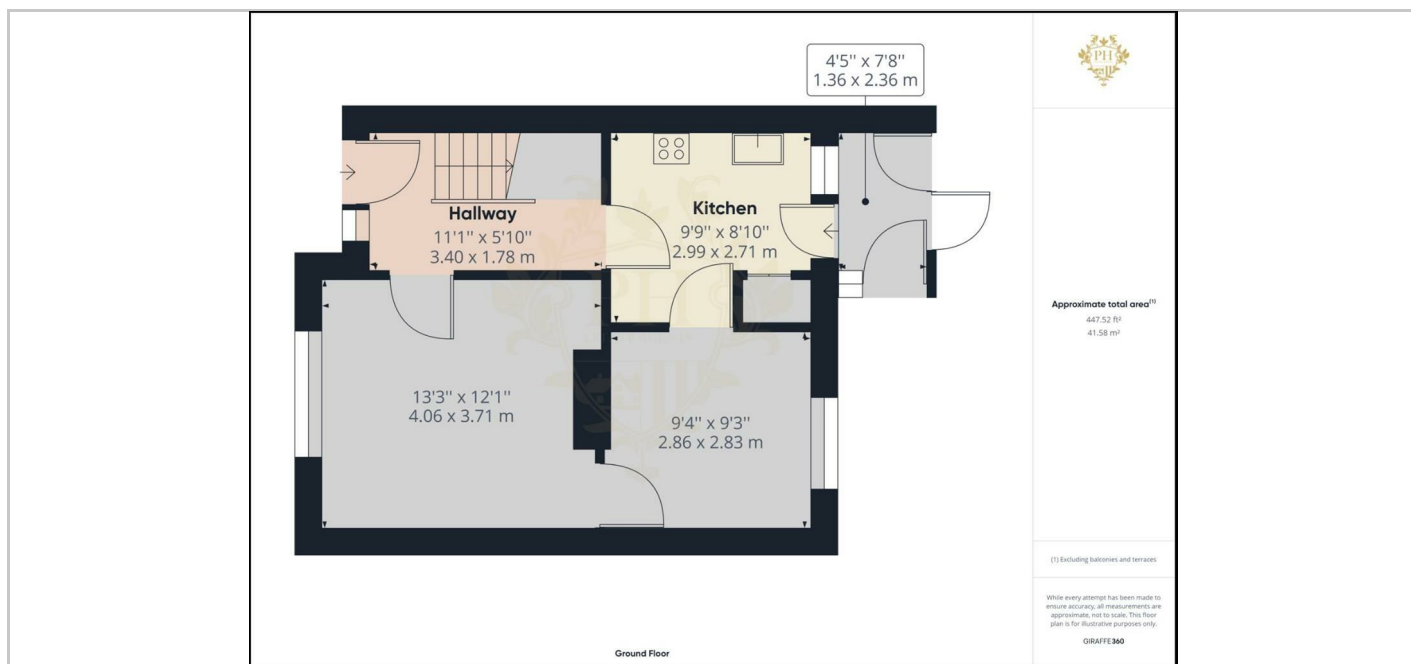 4'5'' x 7'8''
1.36 x 2.36 m
Hallway
11'1'' x 5'10''
3.40 x 1.78 m
Kitchen
9'9'' x 8'10''
2.99 x 2.71 m
13'3'' x 12'1''
4.06 x 3.71 m
9'4'' x 9'3''
2.86 x 2.83 m
Ground Floor
PH
Approximate total area(1)
447.52 ft²
41.58 m²
(1) Excluding balconies and terraces
While every attempt has been made to
ensure accuracy, all measurements are
approximate, not to scale. This floor
plan is for illustrative purposes only.
GIRAFFE360